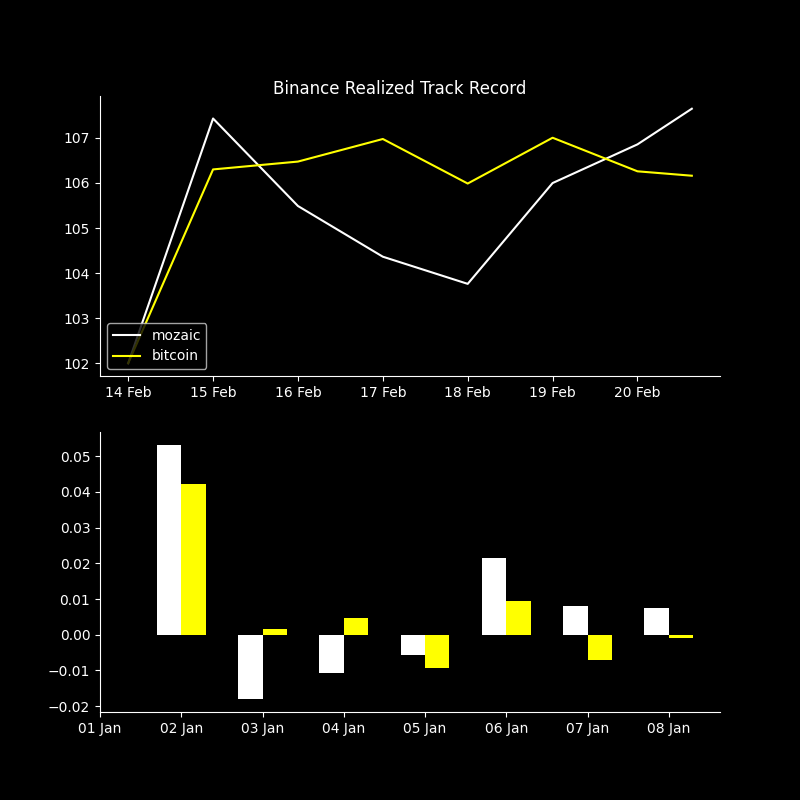 Binance Realized Track Record
107
106
105
104
103
102
mozaic
bitcoin
14 Feb 15 Feb 16 Feb 17 Feb 18 Feb 19 Feb 20 Feb
0.05
0.04
0.03
0.02
0.01
0.00
−0.01
−0.02
01 Jan 02 Jan 03 Jan 04 Jan 05 Jan 06 Jan 07 Jan 08 Jan